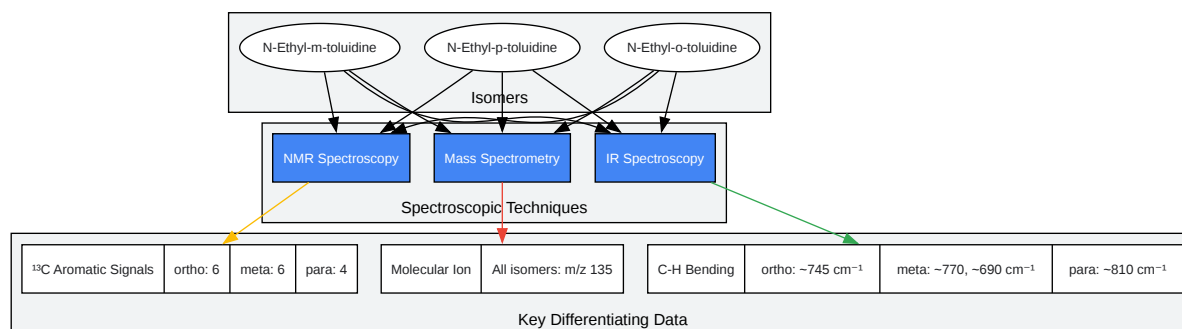 N-Ethyl-m-toluidine
N-Ethyl-p-toluidine
N-Ethyl-o-toluidine
Isomers
NMR Spectroscopy
Mass Spectrometry
IR Spectroscopy
Spectroscopic Techniques
¹³C Aromatic Signals
ortho: 6
meta: 6
para: 4
Molecular Ion
All isomers: m/z 135
C-H Bending
ortho: ~745 cm⁻¹
meta: ~770, ~690 cm⁻¹
para: ~810 cm⁻¹
Key Differentiating Data